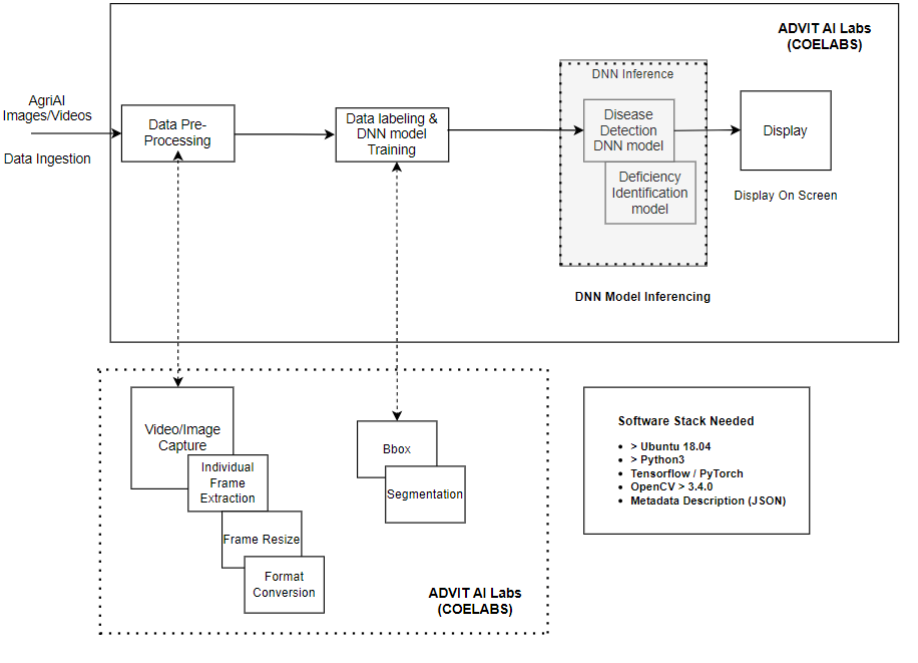 ADVIT AI Labs
(COELABS)
AgriAI
Images/Videos
Data Ingestion
Data Pre-
Processing
Data labeling &
DNN model
Training
DNN Inference
Disease
Detection
DNN model
Deficiency
Identification
model
Display
Display On Screen
DNN Model Inferencing
Video/Image
Capture
Individual
Frame
Extraction
Frame Resize
Format
Conversion
Bbox
Segmentation
ADVIT AI Labs
(COELABS)
Software Stack Needed
• > Ubuntu 18.04
• > Python3
• Tensorflow / PyTorch
• OpenCV > 3.4.0
• Metadata Description (JSON)